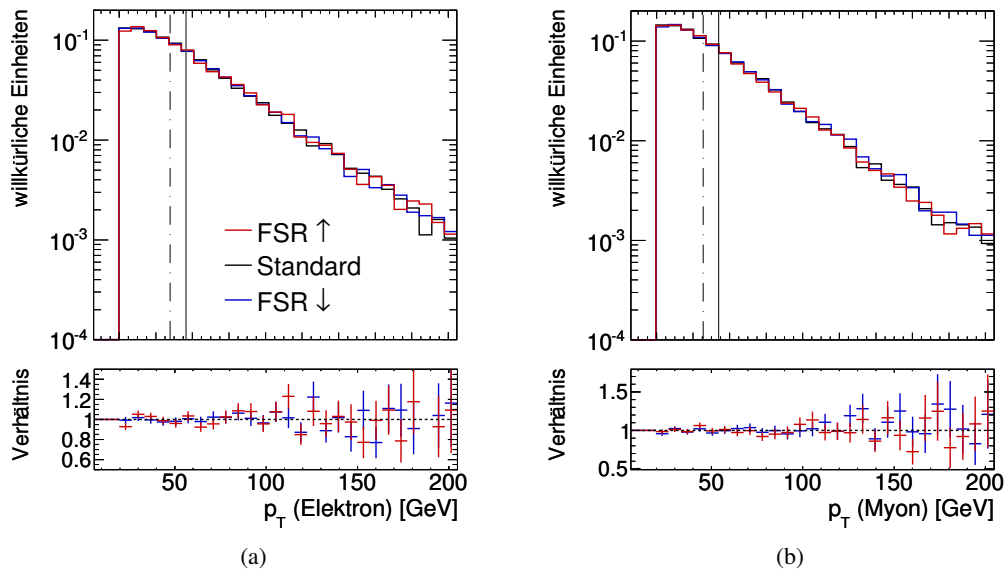 willkürliche Einheiten
10⁻¹
10⁻²
10⁻³
10⁻⁴
FSR ↑
Standard
FSR ↓
Verhältnis
1.4
1.2
1
0.8
0.6
50 100 150 200
p_T (Elektron) [GeV]
(a)
willkürliche Einheiten
10⁻¹
10⁻²
10⁻³
10⁻⁴
Verhältnis
1.5
1
0.5
50 100 150 200
p_T (Myon) [GeV]
(b)